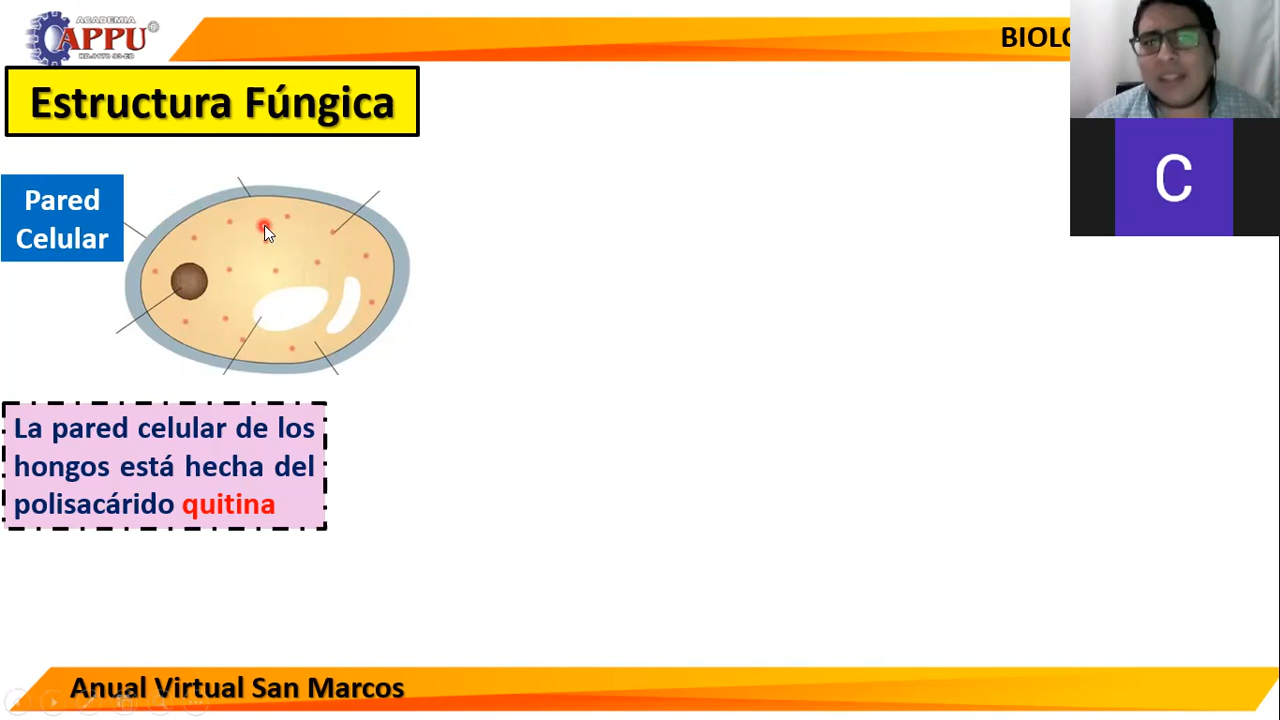 ACADEMIA
CAPPU
®
BIOLO
Estructura Fúngica
Pared
Celular
C
La pared celular de los
hongos está hecha del
polisacárido quitina
Anual Virtual San Marcos